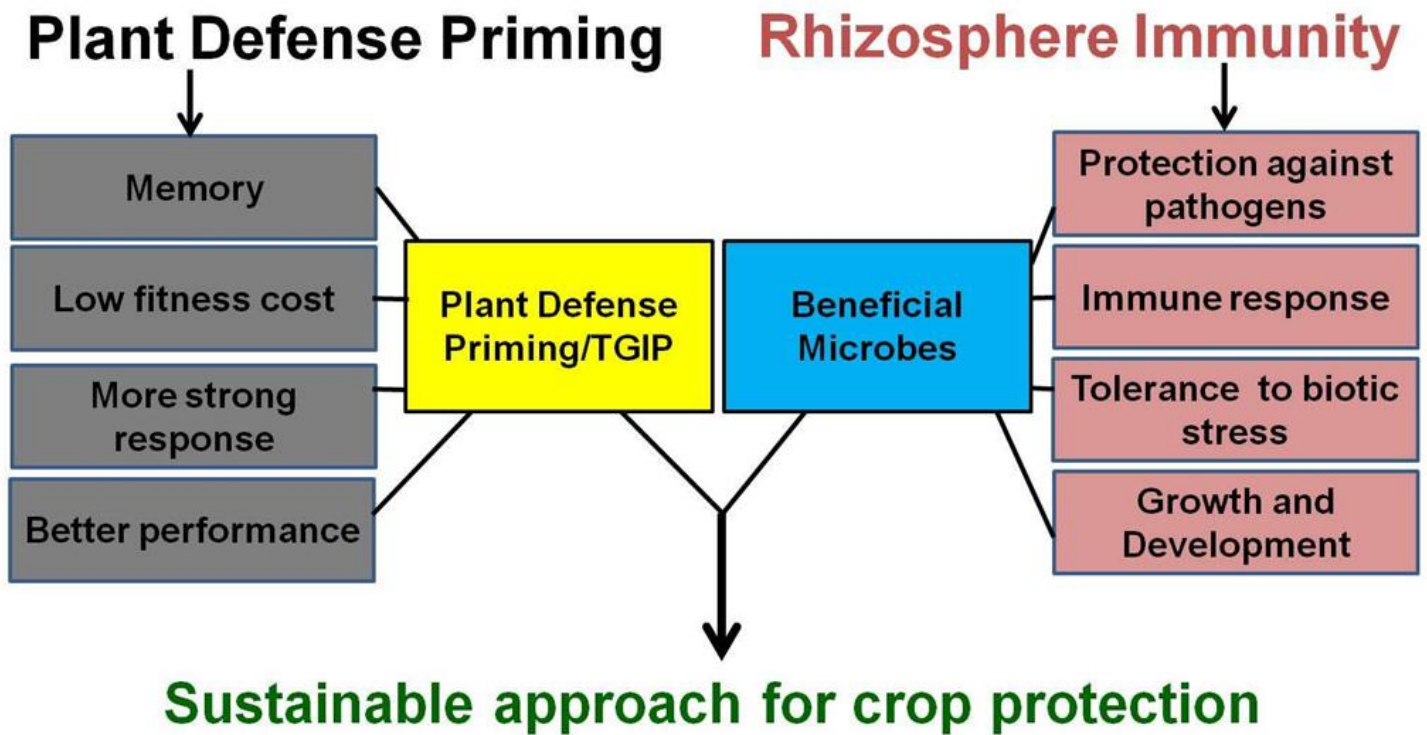 Plant Defense Priming
Rhizosphere Immunity
Memory
Low fitness cost
More strong
response
Better performance
Plant Defense
Priming/TGIP
Beneficial
Microbes
Protection against
pathogens
Immune response
Tolerance to biotic
stress
Growth and
Development
Sustainable approach for crop protection